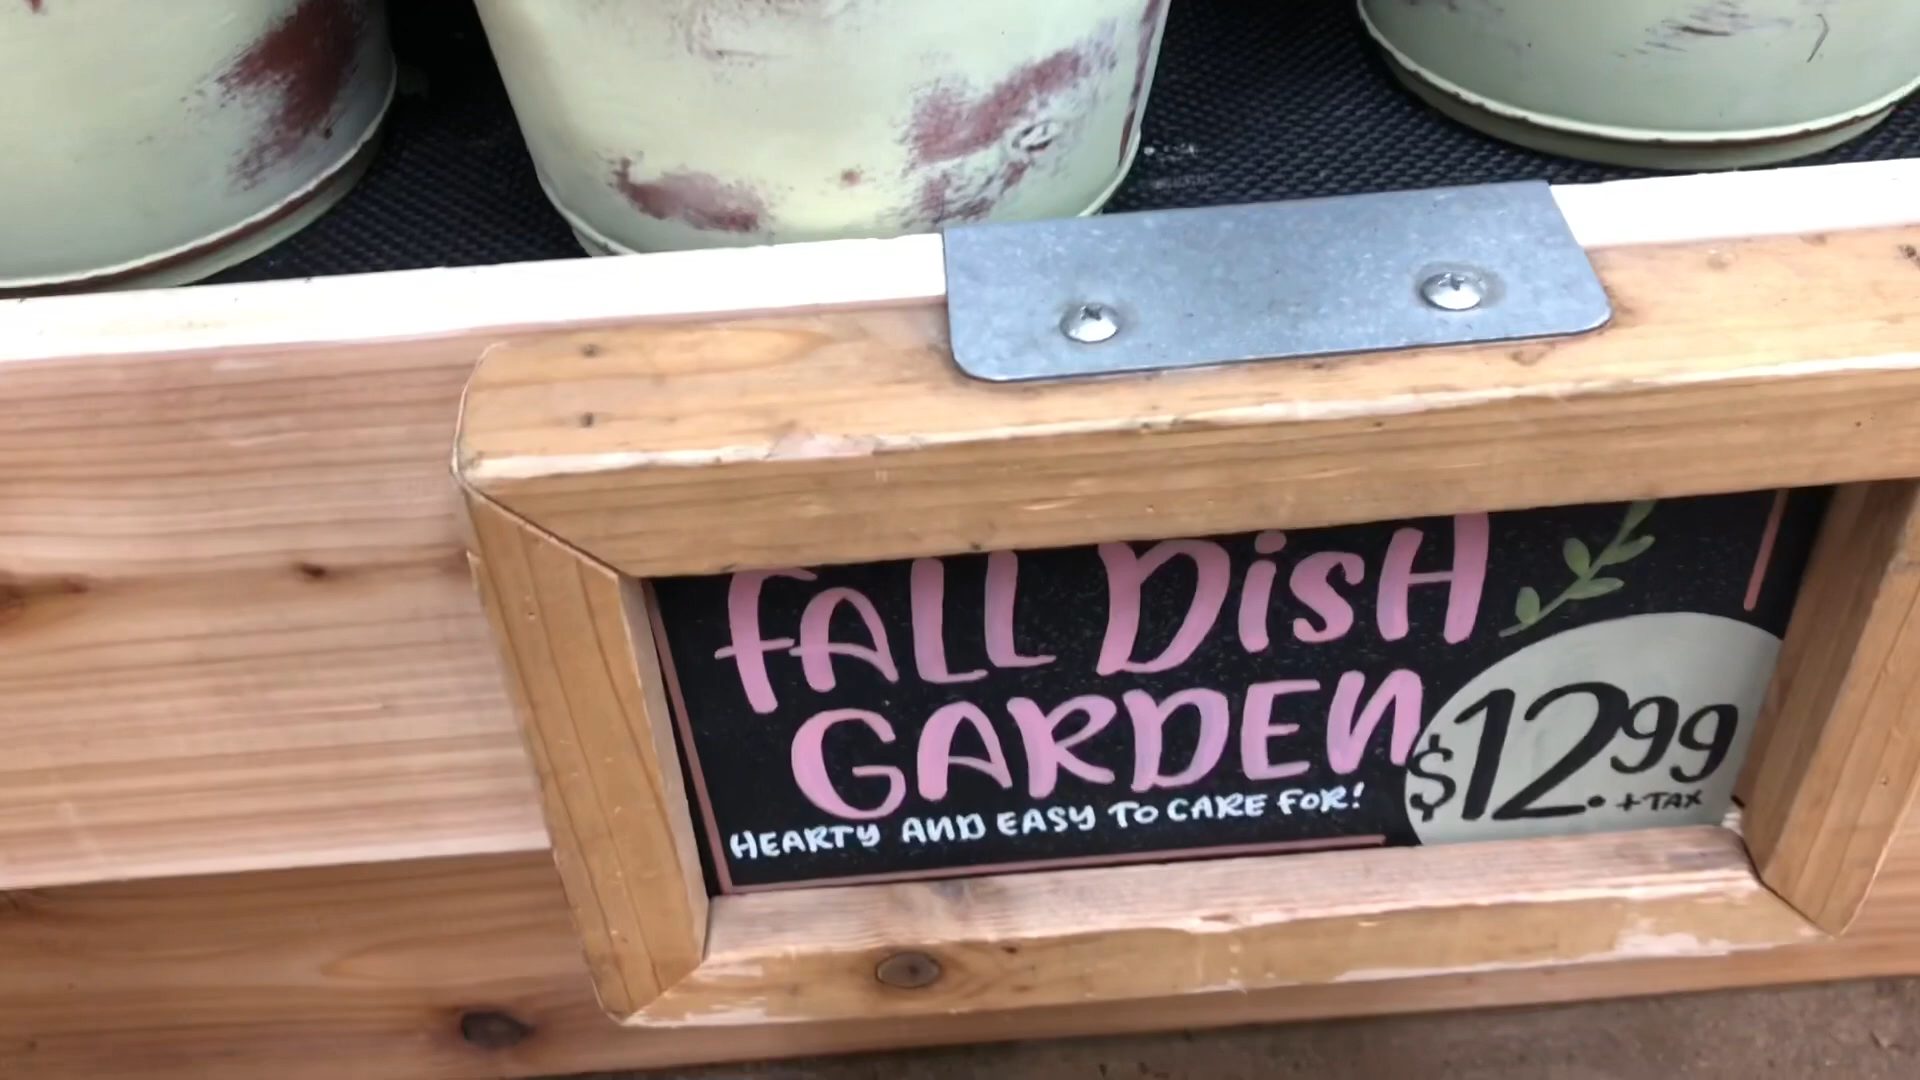 FALL DisH
GARDEN
HEARTY AND EASY TO CARE FOR!
$12.99
+TAX